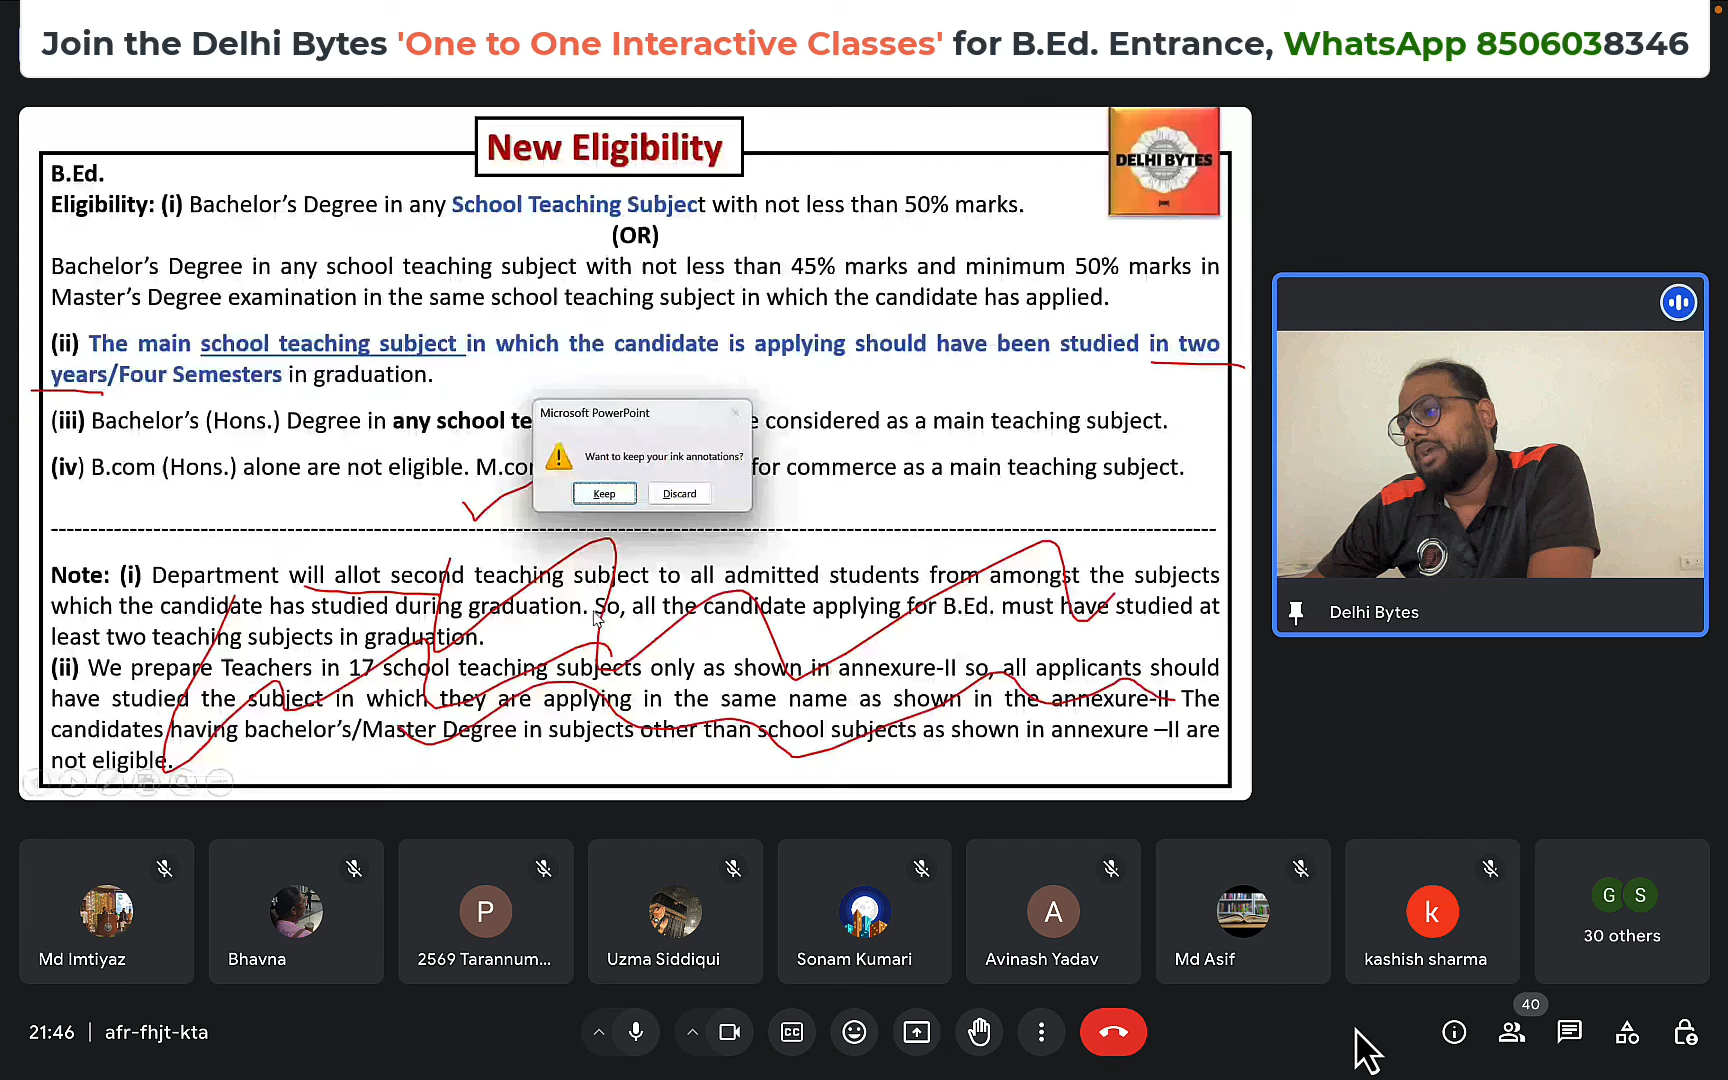 Join the Delhi Bytes 'One to One Interactive Classes' for B.Ed. Entrance, WhatsApp 8506038346
New Eligibility
DELHI BYTES
B.Ed.
Eligibility: (i) Bachelor's Degree in any School Teaching Subject with not less than 50% marks.
(OR)
Bachelor's Degree in any school teaching subject with not less than 45% marks and minimum 50% marks in
Master's Degree examination in the same school teaching subject in which the candidate has applied.
(ii) The main school teaching subject in which the candidate is applying should have been studied in two
years/Four Semesters in graduation.
(iii) Bachelor's (Hons.) Degree in any school te
considered as a main teaching subject.
(iv) B.com (Hons.) alone are not eligible.
for commerce as a main teaching subject.
Microsoft PowerPoint
Want to keep your ink annotations?
Keep Discard
Note: (i) Department will allot second teaching subject to all admitted students from amongst the subjects
which the candidate has studied during graduation. So, all the candidate applying for B.Ed. must have studied at
least two teaching subjects in graduation.
(ii) We prepare Teachers in 17 school teaching subjects only as shown in annexure-II so, all applicants should
have studied the subject in which they are applying in the same name as shown in the annexure-II The
candidates having bachelor's/Master Degree in subjects other than school subjects as shown in annexure –II are
not eligible.
Delhi Bytes
P A k G S
Md Imtiyaz Bhavna 2569 Tarannum... Uzma Siddiqui Sonam Kumari Avinash Yadav Md Asif kashish sharma 30 others
40
21:46 | afr-fhjt-kta
CC